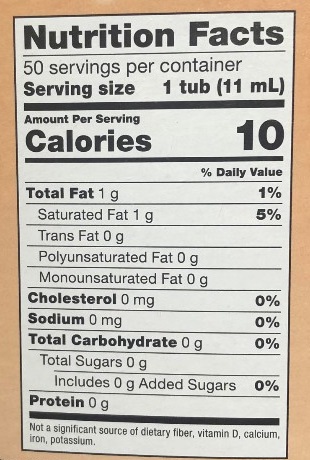 Nutrition Facts
50 servings per container
Serving size 1 tub (11 mL)
Amount Per Serving
Calories 10
% Daily Value
Total Fat 1 g 1%
Saturated Fat 1 g 5%
Trans Fat 0 g
Polyunsaturated Fat 0 g
Monounsaturated Fat 0 g
Cholesterol 0 mg 0%
Sodium 0 mg 0%
Total Carbohydrate 0 g 0%
Total Sugars 0 g
Includes 0 g Added Sugars 0%
Protein 0 g
Not a significant source of dietary fiber, vitamin D, calcium,
iron, potassium.